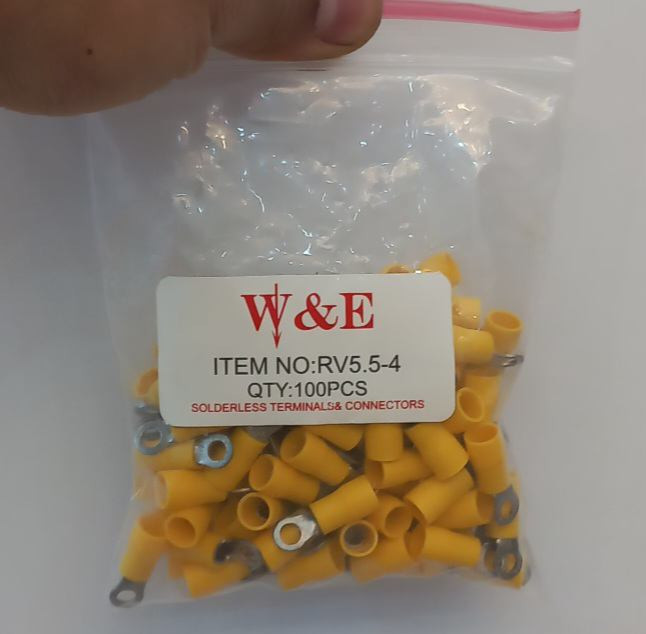 W&E
ITEM NO:RV5.5-4
QTY:100PCS
SOLDERLESS TERMINALS& CONNECTORS